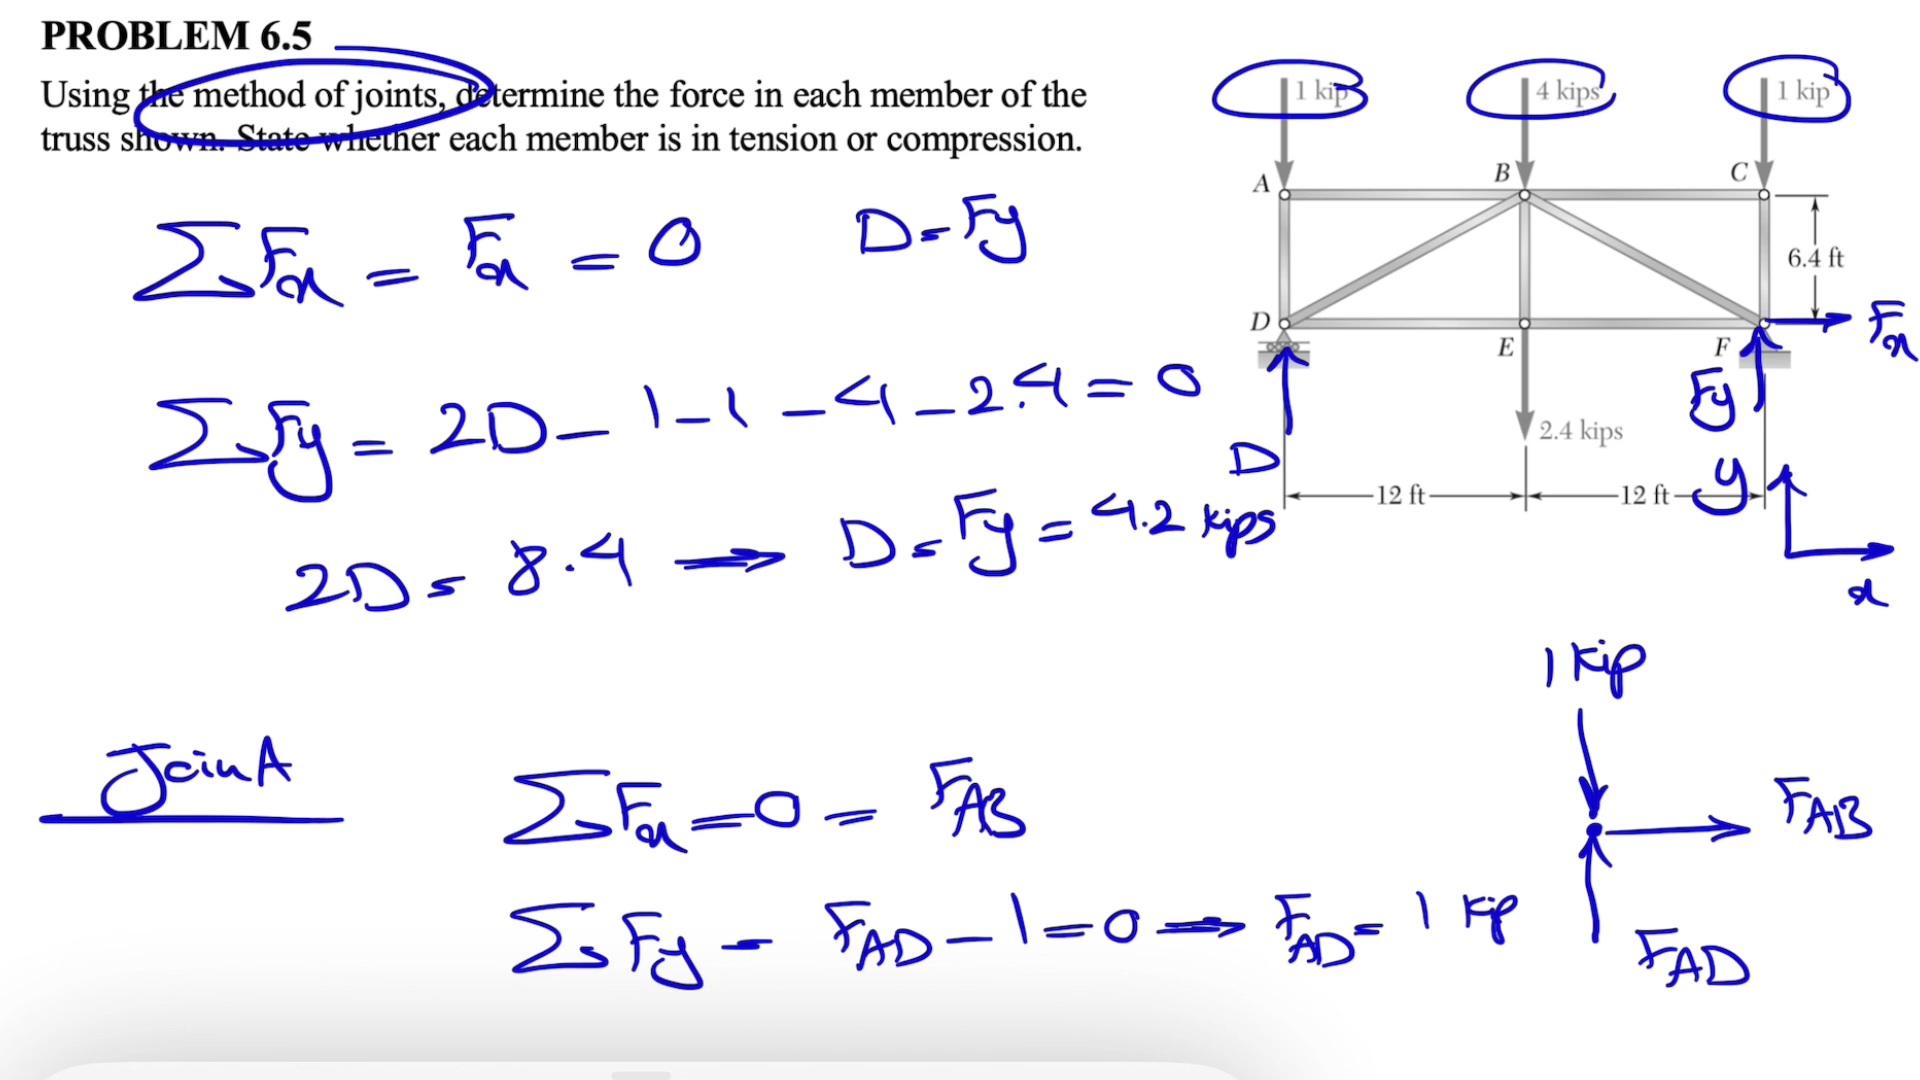 PROBLEM 6.5
Using the method of joints, determine the force in each member of the
truss shown. State whether each member is in tension or compression.
1 kip
4 kips
1 kip
A
B
C
6.4 ft
D
E
F
Fx
Fy
D
2.4 kips
12 ft
12 ft
y
x
ΣFx = Fx = 0 D = Fy
ΣFy = 2D - 1 - 1 - 4 - 2.4 = 0
2D = 8.4 → D = Fy = 4.2 kips
Join A
ΣFx = 0 = FAB
ΣFy = FAD - 1 = 0 → FAD = 1 kip
1 kip
FAB
FAD